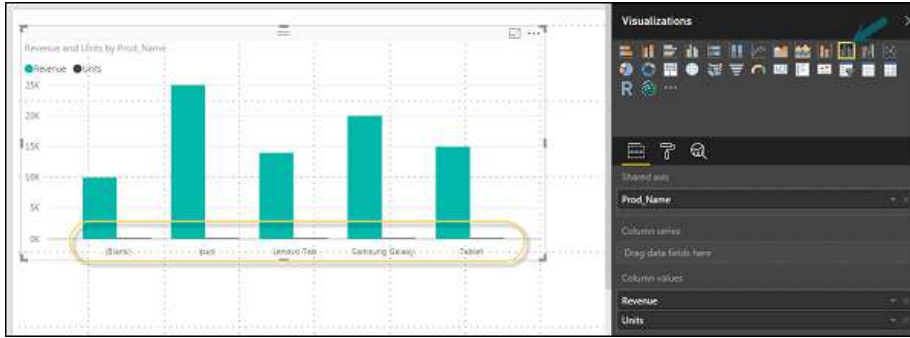 Visualizations
Revenue and Units by Prod_Name
Revenue Units
25K
20K
15K
10K
5K
0K
(Blank) Ipad Lenovo Tab Samsung Galaxy Tablet
R ...
Shared axis
Prod_Name
Column series
Drag data fields here
Column values
Revenue
Units